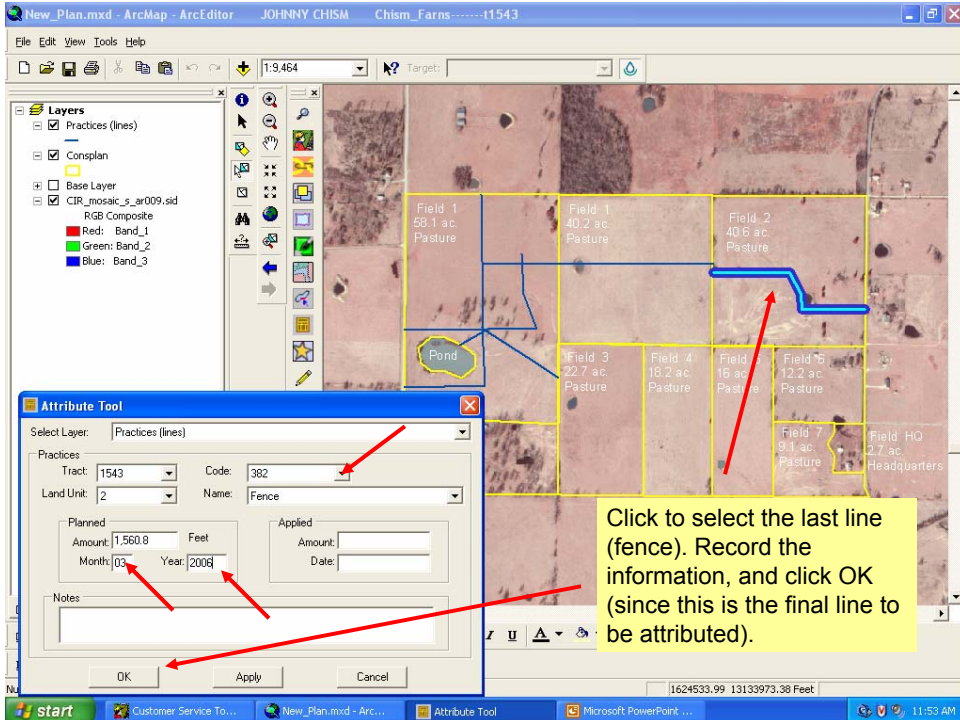 New_Plan.mxd - ArcMap - ArcEditor JOHNNY CHISM Chism_Farns-------t1543
File Edit View Tools Help
1:9,464
Target:
Layers
Practices (lines)
Consplan
Base Layer
CIR_mosaic_s_ar009.sid
RGB Composite
Red: Band_1
Green: Band_2
Blue: Band_3
Field 1
58.1 ac.
Pasture
Field 1
40.2 ac.
Pasture
Field 2
40.6 ac.
Pasture
Pond
Field 3
22.7 ac.
Pasture
Field 4
18.2 ac.
Pasture
Field 5
16 ac.
Pasture
Field 6
12.2 ac.
Pasture
Field 7
9.1 ac.
Pasture
Field HQ
2.7 ac.
Headquarters
Attribute Tool
Select Layer: Practices (lines)
Practices
Tract: 1543 Code: 382
Land Unit: 2 Name: Fence
Planned
Amount: 1,560.8 Feet
Month: 03 Year: 2006
Applied
Amount:
Date:
Notes
OK Apply Cancel
Click to select the last line
(fence). Record the
information, and click OK
(since this is the final line to
be attributed).
I U A
1624533.99 13133973.38 Feet
start Customer Service To... New_Plan.mxd - Arc... Attribute Tool Microsoft PowerPoint ... 11:53 AM